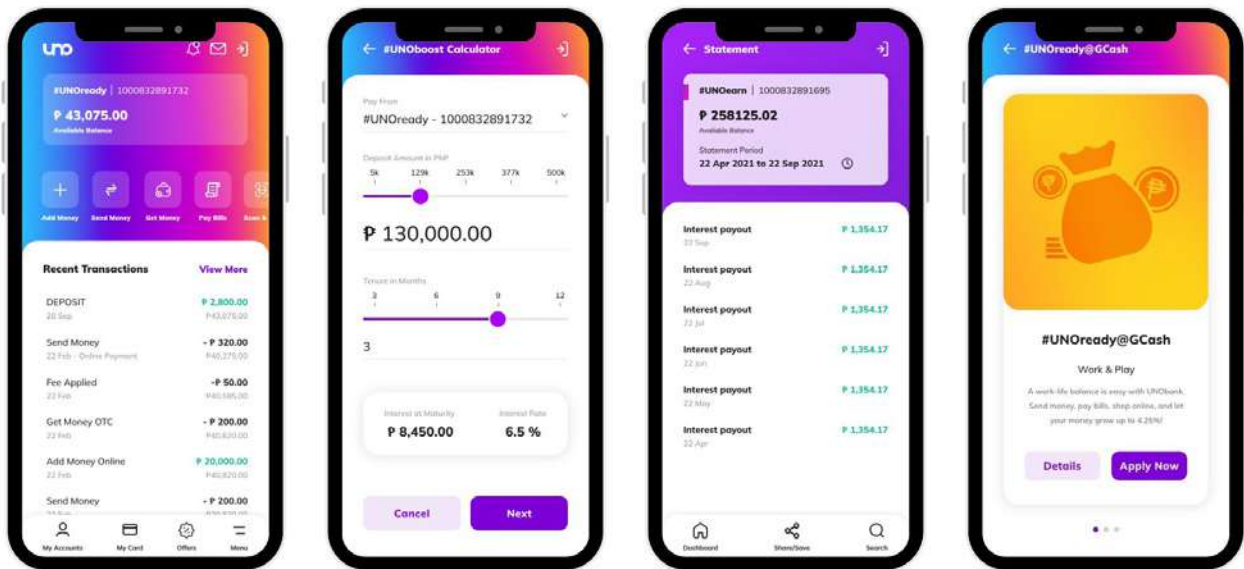 uno
#UNOready | 1000832891732
₱ 43,075.00
Available Balance
Add Money Send Money Get Money Pay Bills Scan &
Recent Transactions View More
DEPOSIT ₱ 2,800.00
20 Sep ₱43,075.00
Send Money - ₱ 320.00
22 Feb - Online Payment ₱40,275.00
Fee Applied -₱ 50.00
22 Feb ₱40,595.00
Get Money OTC - ₱ 200.00
22 Feb ₱40,620.00
Add Money Online ₱ 20,000.00
22 Feb ₱40,820.00
Send Money - ₱ 200.00
My Accounts My Card Offers Menu
#UNOboost Calculator
Pay From
#UNOready - 1000832891732
Deposit Amount in PHP
5k 129k 253k 377k 500k
₱ 130,000.00
Tenure in Months
3 6 9 12
3
Interest at Maturity Interest Rate
₱ 8,450.00 6.5 %
Cancel Next
Statement
#UNOearn | 1000832891695
₱ 258125.02
Available Balance
Statement Period
22 Apr 2021 to 22 Sep 2021
Interest payout ₱ 1,354.17
22 Sep
Interest payout ₱ 1,354.17
22 Aug
Interest payout ₱ 1,354.17
22 Jul
Interest payout ₱ 1,354.17
22 Jun
Interest payout ₱ 1,354.17
22 May
Interest payout ₱ 1,354.17
22 Apr
Dashboard Share/Save Search
#UNOready@GCash
#UNOready@GCash
Work & Play
A work-life balance is easy with UNObank.
Send money, pay bills, shop online, and let
your money grow up to 4.25%!
Details Apply Now